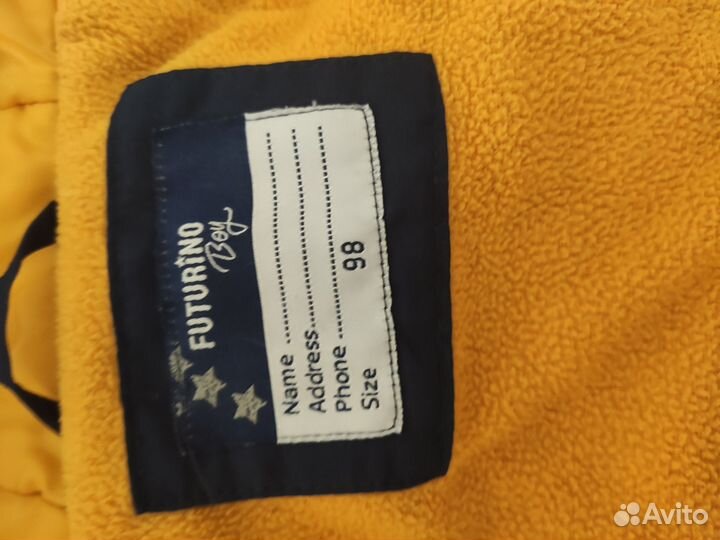 FUTURiNO
Boy
Name ..............................
Address..........................
Phone ............................
Size 98
Avito